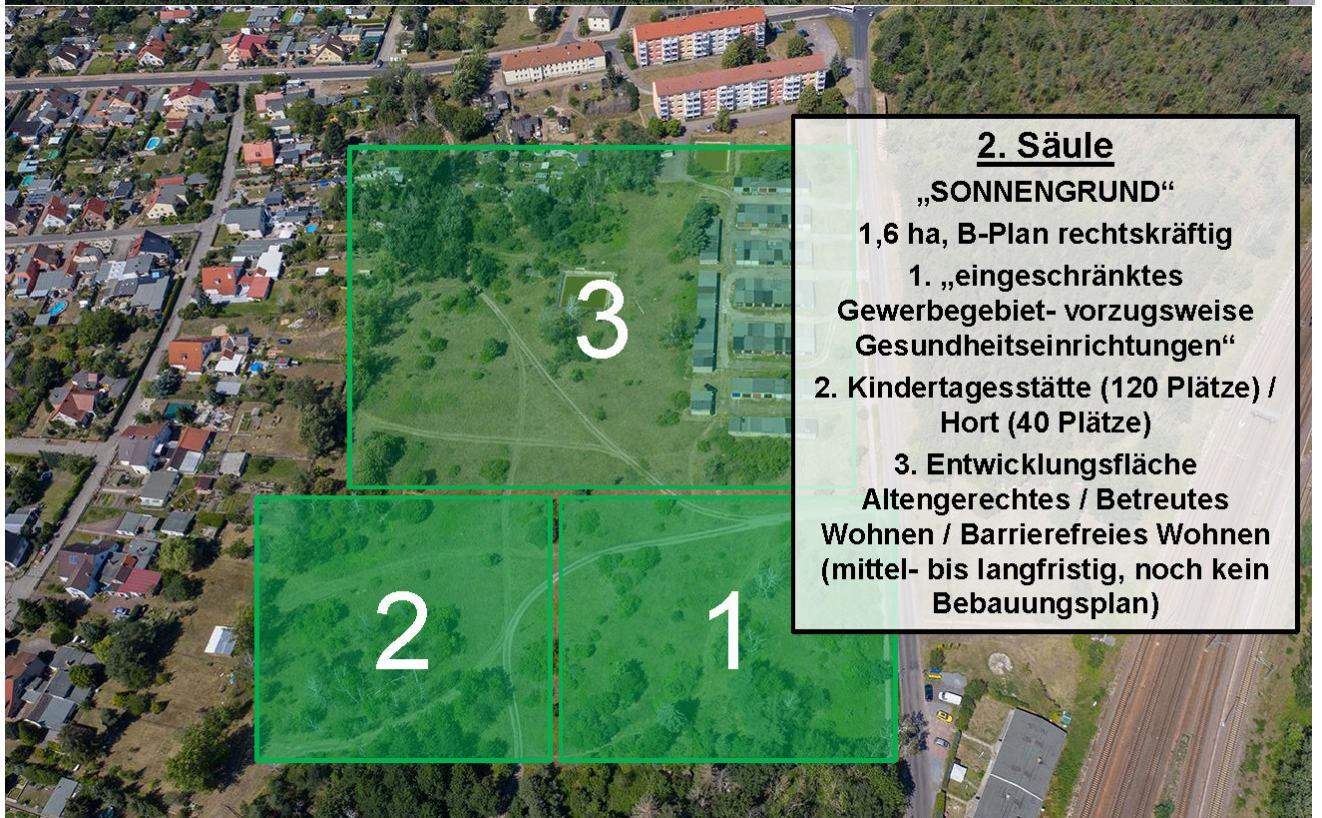 2. Säule
„SONNENGRUND“
1,6 ha, B-Plan rechtskräftig
1. „eingeschränktes
Gewerbegebiet- vorzugsweise
Gesundheitseinrichtungen“
2. Kindertagesstätte (120 Plätze) /
Hort (40 Plätze)
3. Entwicklungsfläche
Altengerechtes / Betreutes
Wohnen / Barrierefreies Wohnen
(mittel- bis langfristig, noch kein
Bebauungsplan)
3
2
1